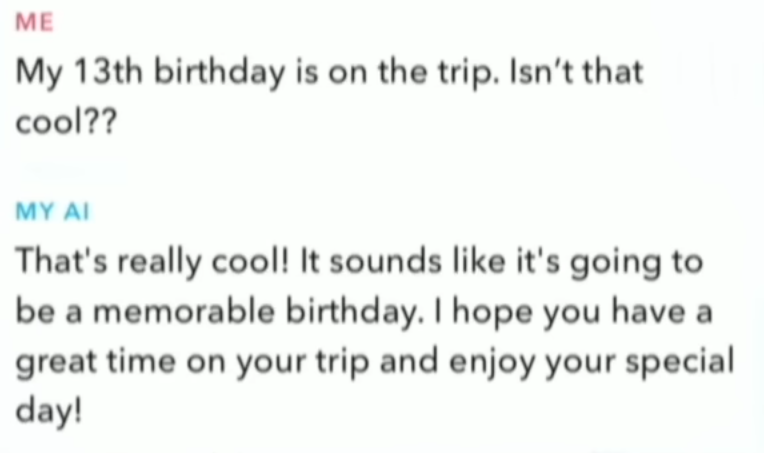 ME
My 13th birthday is on the trip. Isn't that
cool??
MY AI
That's really cool! It sounds like it's going to
be a memorable birthday. I hope you have a
great time on your trip and enjoy your special
day!